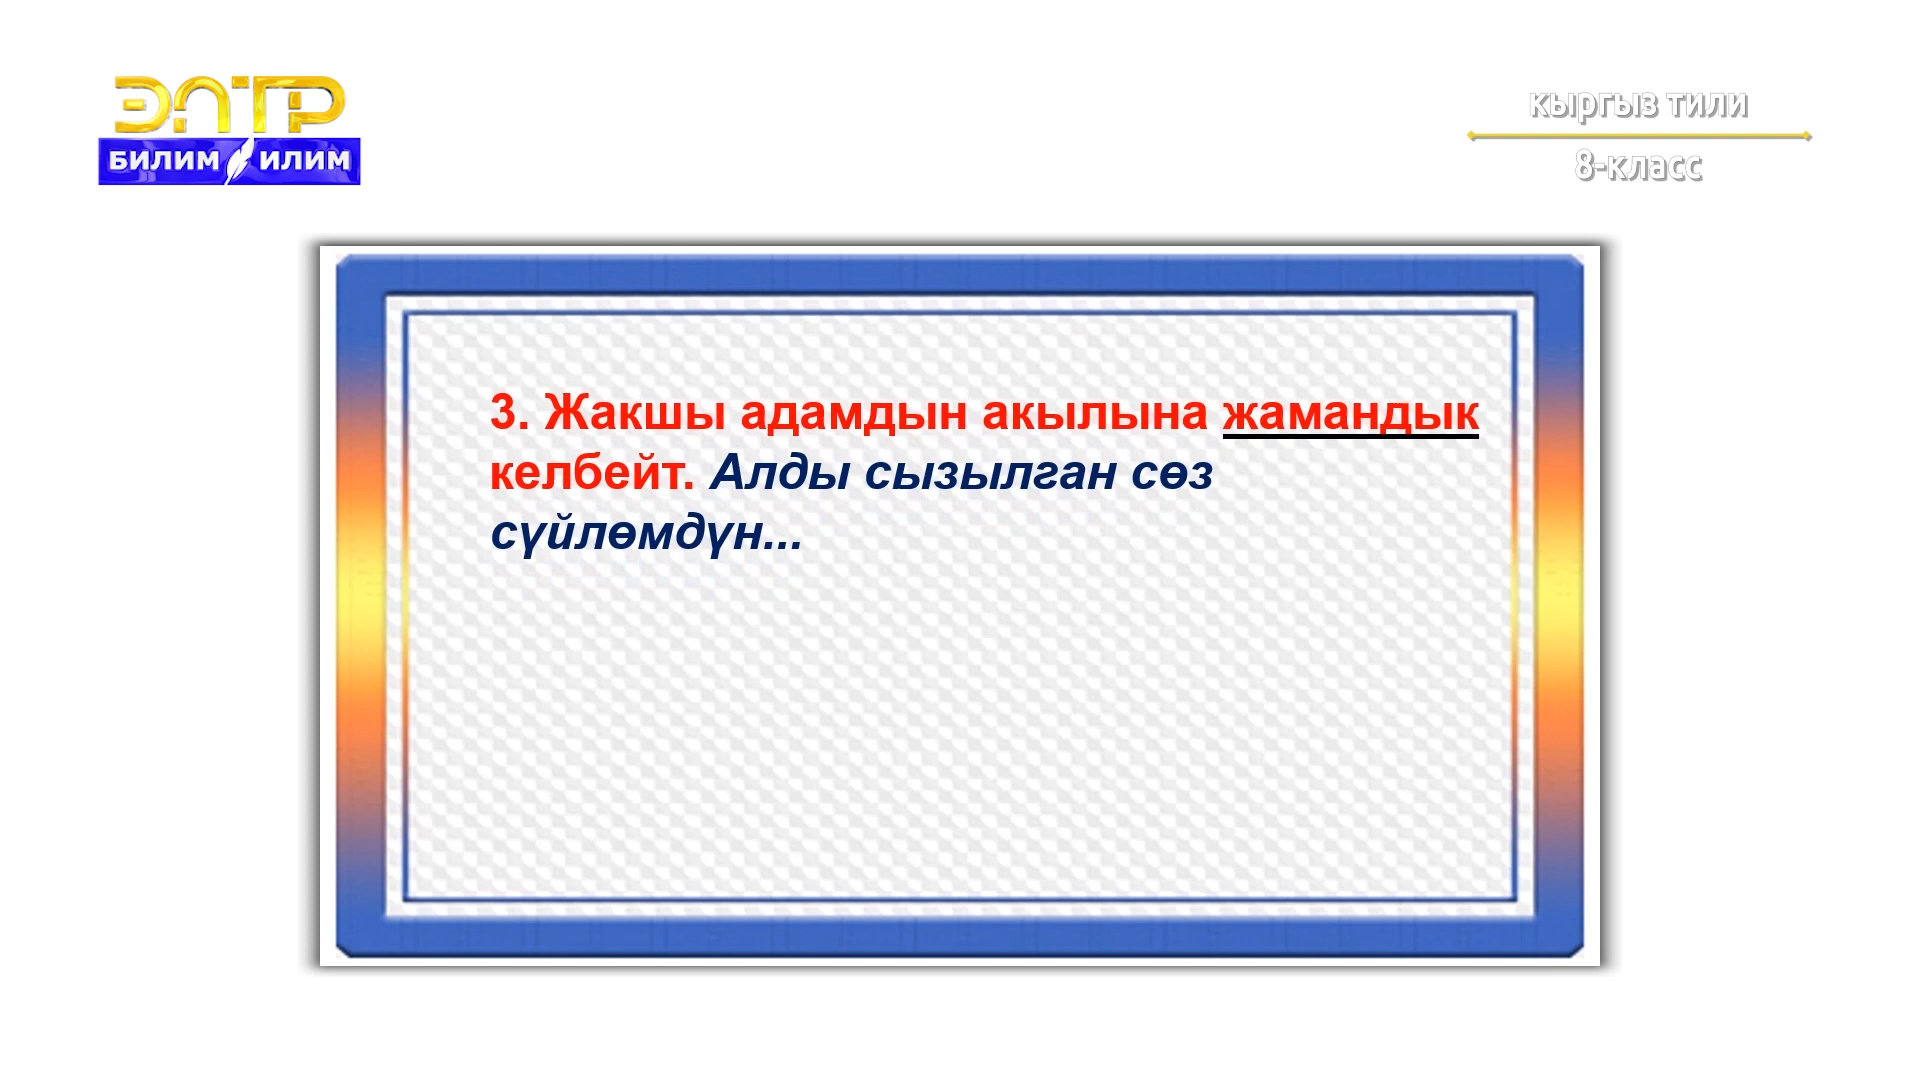 ЭЛТР
БИЛИМ ИЛИМ
кыргыз тили
8-класс
3. Жакшы адамдын акылына жамандык
келбейт. Алды сызылган сөз
сүйлөмдүн...